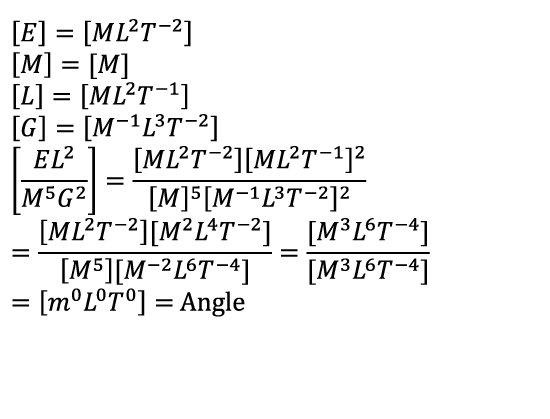 [E] = [ML²T⁻²]
[M] = [M]
[L] = [ML²T⁻¹]
[G] = [M⁻¹L³T⁻²]
[EL²/M⁵G²] = [ML²T⁻²][ML²T⁻¹]²/[M]⁵[M⁻¹L³T⁻²]²
= [ML²T⁻²][M²L⁴T⁻²]/[M⁵][M⁻²L⁶T⁻⁴] = [M³L⁶T⁻⁴]/[M³L⁶T⁻⁴]
= [m⁰L⁰T⁰] = Angle